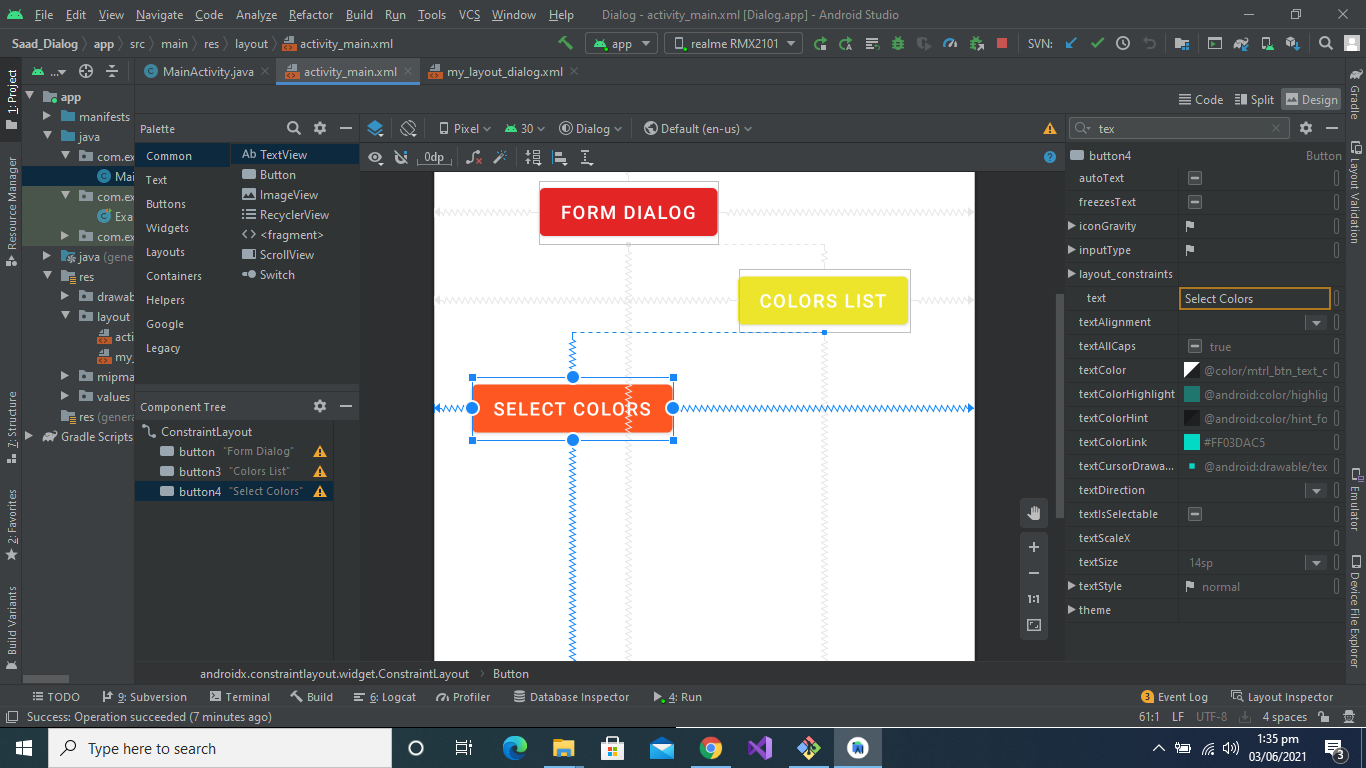 File Edit View Navigate Code Analyze Refactor Build Run Tools VCS Window Help Dialog - activity_main.xml [Dialog.app] - Android Studio
Saad_Dialog app src main res layout activity_main.xml app realme RMX2101 SVN:
... MainActivity.java activity_main.xml my_layout_dialog.xml
Code Split Design
1: Project
Resource Manager
7: Structure
2: Favorites
Build Variants
app
manifests
java
com.ex
Mai
com.ex
Exa
com.ex
java (gene
res
drawab
layout
acti
my_
mipma
values
res (genera
Gradle Scripts
Palette
Common
Text
Buttons
Widgets
Layouts
Containers
Helpers
Google
Legacy
Ab TextView
Button
ImageView
RecyclerView
<fragment>
ScrollView
Switch
Component Tree
ConstraintLayout
button "Form Dialog"
button3 "Colors List"
button4 "Select Colors"
Pixel 30 Dialog Default (en-us)
0dp
FORM DIALOG
COLORS LIST
SELECT COLORS
1:1
tex
button4 Button
autoText
freezesText
iconGravity
inputType
layout_constraints
text Select Colors
textAlignment
textAllCaps true
textColor @color/mtrl_btn_text_c
textColorHighlight @android:color/highlig
textColorHint @android:color/hint_fo
textColorLink #FF03DAC5
textCursorDrawa... @android:drawable/tex
textDirection
textIsSelectable
textScaleX
textSize 14sp
textStyle normal
theme
Gradle
Layout Validation
Emulator
Device File Explorer
androidx.constraintlayout.widget.ConstraintLayout Button
TODO 9: Subversion Terminal Build 6: Logcat Profiler Database Inspector 4: Run 3 Event Log Layout Inspector
Success: Operation succeeded (7 minutes ago) 61:1 LF UTF-8 4 spaces
Type here to search
1:35 pm
03/06/2021
3